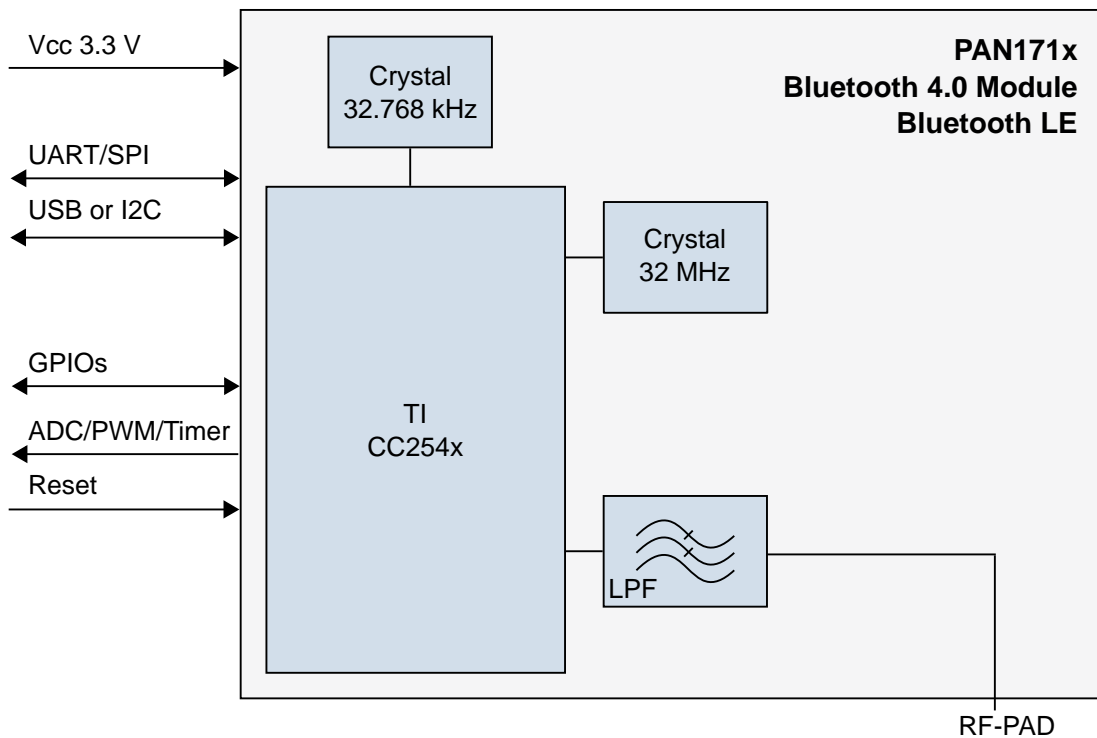 Vcc 3.3 V
UART/SPI
USB or I2C
GPIOs
ADC/PWM/Timer
Reset
Crystal
32.768 kHz
PAN171x
Bluetooth 4.0 Module
Bluetooth LE
Crystal
32 MHz
TI
CC254x
LPF
RF-PAD